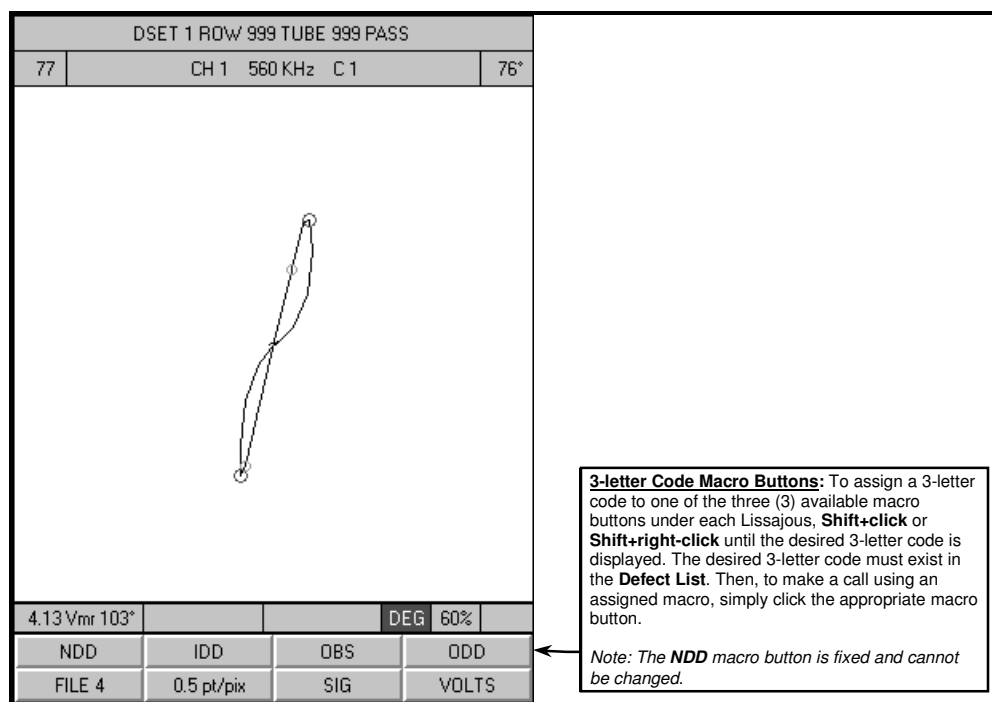 DSET 1 ROW 999 TUBE 999 PASS
77 CH 1 560 KHz C 1 76°
4.13 Vmr 103° DEG 60%
NDD IDD OBS ODD
FILE 4 0.5 pt/pix SIG VOLTS
3-letter Code Macro Buttons: To assign a 3-letter
code to one of the three (3) available macro
buttons under each Lissajous, Shift+click or
Shift+right-click until the desired 3-letter code is
displayed. The desired 3-letter code must exist in
the Defect List. Then, to make a call using an
assigned macro, simply click the appropriate macro
button.
Note: The NDD macro button is fixed and cannot
be changed.